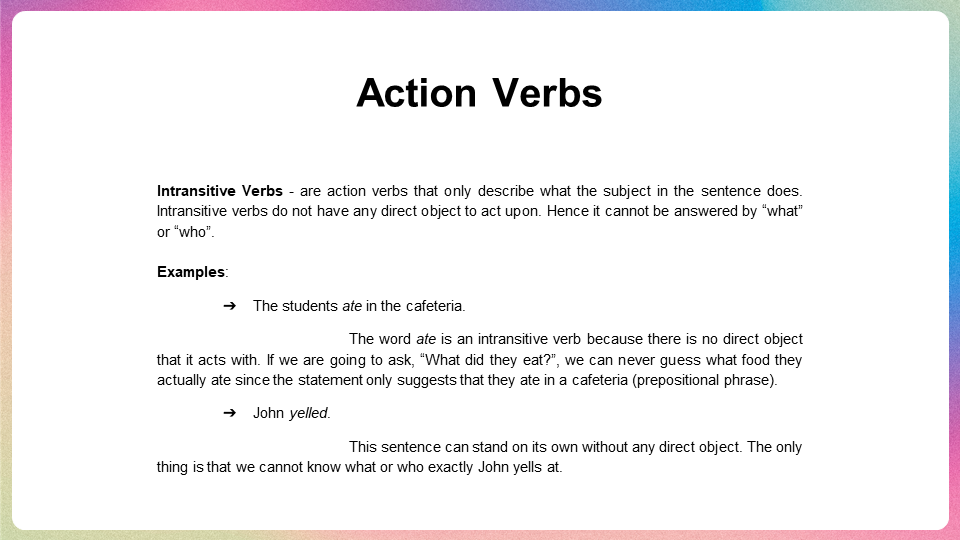 Action Verbs
Intransitive Verbs - are action verbs that only describe what the subject in the sentence does.
Intransitive verbs do not have any direct object to act upon. Hence it cannot be answered by “what”
or “who”.
Examples:
➔ The students ate in the cafeteria.
The word ate is an intransitive verb because there is no direct object
that it acts with. If we are going to ask, “What did they eat?”, we can never guess what food they
actually ate since the statement only suggests that they ate in a cafeteria (prepositional phrase).
➔ John yelled.
This sentence can stand on its own without any direct object. The only
thing is that we cannot know what or who exactly John yells at.